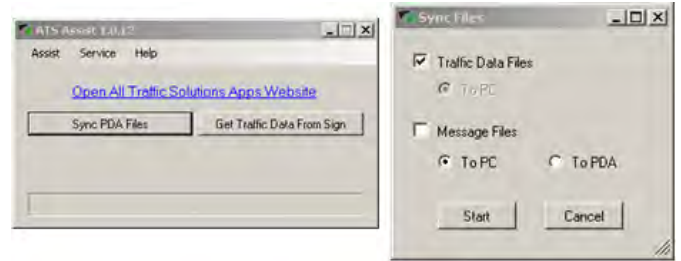 ATS Assist 1.0.12
Assist Service Help
Open All Traffic Solutions Apps Website
Sync PDA Files Get Traffic Data From Sign
Sync Files
Traffic Data Files
To PC
Message Files
To PC To PDA
Start Cancel